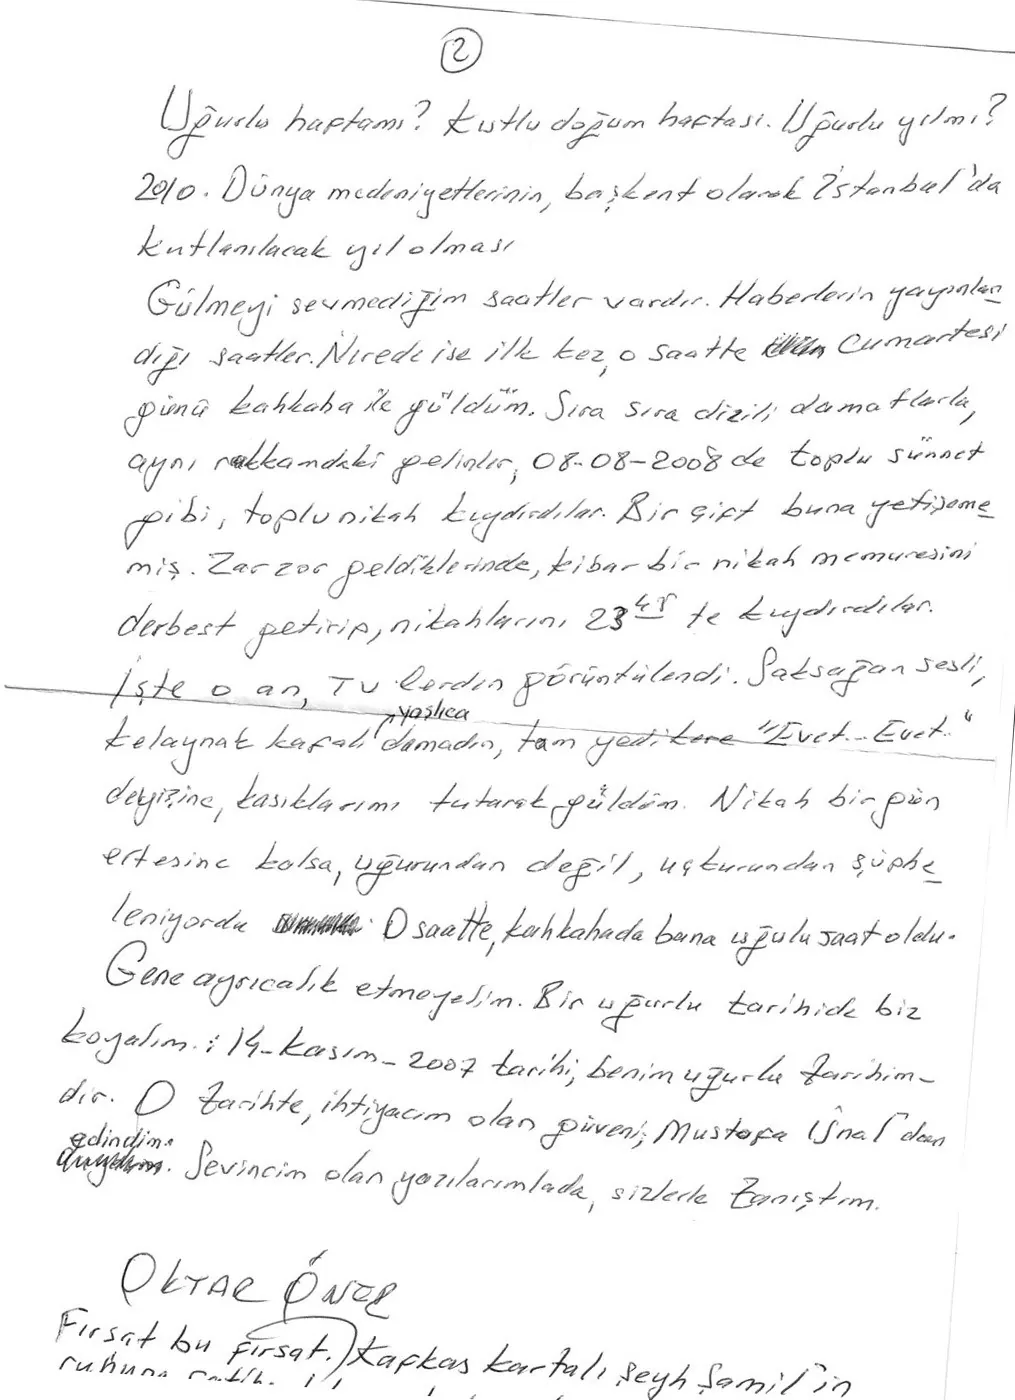 2
Uğurlu haftamı? Kutlu doğum haftası. Uğurlu yılmı?
2010. Dünya medeniyetlerinin, başkent olarak İstanbul'da
kutlanılacak yıl olması
Gülmeyi sevmediğim saatler vardır. Haberlerin yayınlan
dığı saatler. Nerede ise ilk kez, o saatte Cumartesi
günü kahkaha ile güldüm. Sıra sıra dizili damatlarla,
aynı rakkamdaki gelinler, 08-08-2008 de toplu sünnet
gibi, toplu nikah kıydırdılar. Bir çift buna yetişeme
miş. Zar zor geldiklerinde, kibar bir nikah memuresini
derbest getirip, nikahlarını 23 45 te kıydırdılar.
İşte o an, TV lerden görüntülendi. Saksağan sesli,
kelaynak kafalı yaşlıca damadın, tam yedi kere "Evet-Evet"
deyişine, kasıklarımı tutarak güldüm. Nikah bir gün
ertesine kalsa, uğurundan değil, uçkurundan şüphe
leniyordu. O saatte, kahkahada bana uğulu saat oldu.
Gene ayrıcalık etmeyelim. Bir uğurlu tarihide biz
koyalım.: 14-Kasım-2007 tarihi, benim uğurlu tarihim-
dir. O tarihte, ihtiyacım olan güveni, Mustafa Ünal'dan
edindim. Sevincim olan yazılarımlada, sizlerle tanıştım.
OKTAR ÖNER
Fırsat bu fırsat.) Kafkas kartalı Şeyh Şamil'in
ruhuna